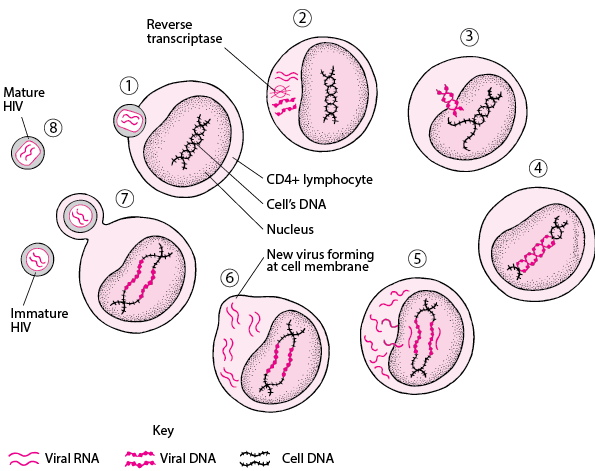 Reverse
transcriptase
②
③
Mature
HIV
①
⑧
④
CD4+ lymphocyte
Cell's DNA
Nucleus
⑦
New virus forming
at cell membrane
⑥
⑤
Immature
HIV
Key
Viral RNA
Viral DNA
Cell DNA